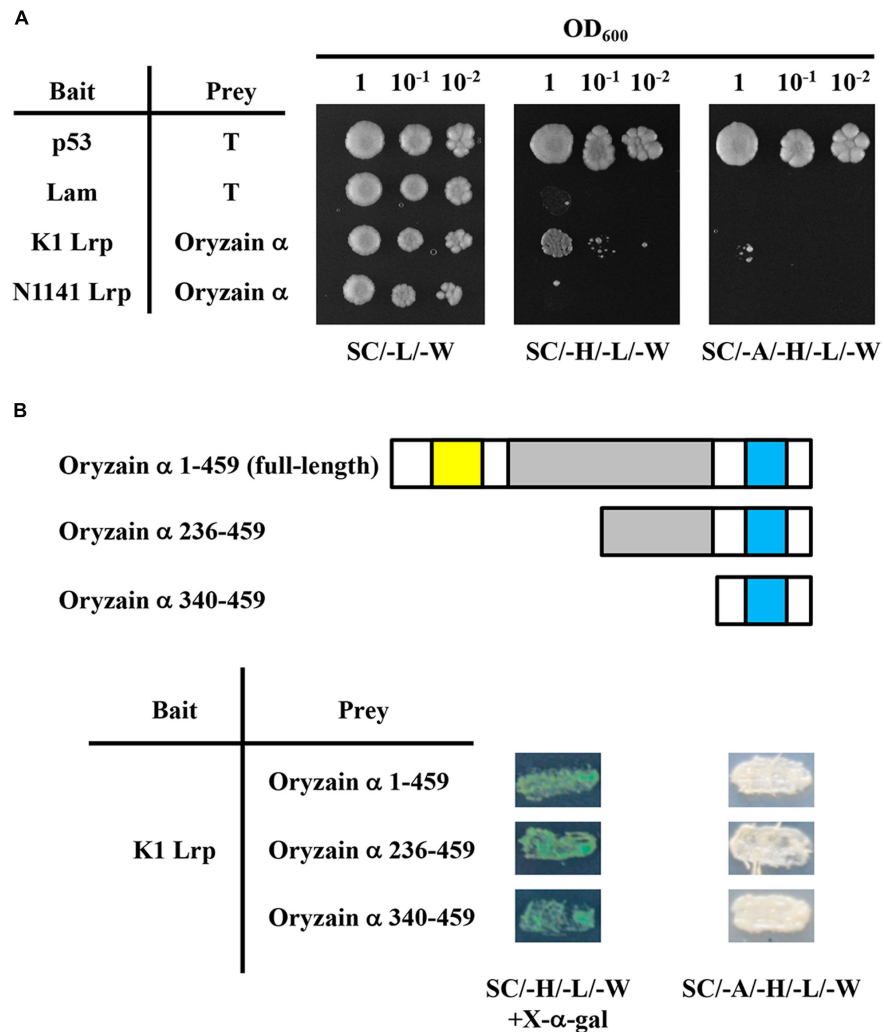 A
OD600
Bait Prey 1 10-1 10-2 1 10-1 10-2 1 10-1 10-2
p53 T
Lam T
K1 Lrp Oryzain α
N1141 Lrp Oryzain α
SC/-L/-W SC/-H/-L/-W SC/-A/-H/-L/-W
B
Oryzain α 1-459 (full-length)
Oryzain α 236-459
Oryzain α 340-459
Bait Prey
Oryzain α 1-459
K1 Lrp Oryzain α 236-459
Oryzain α 340-459
SC/-H/-L/-W SC/-A/-H/-L/-W
+X-α-gal